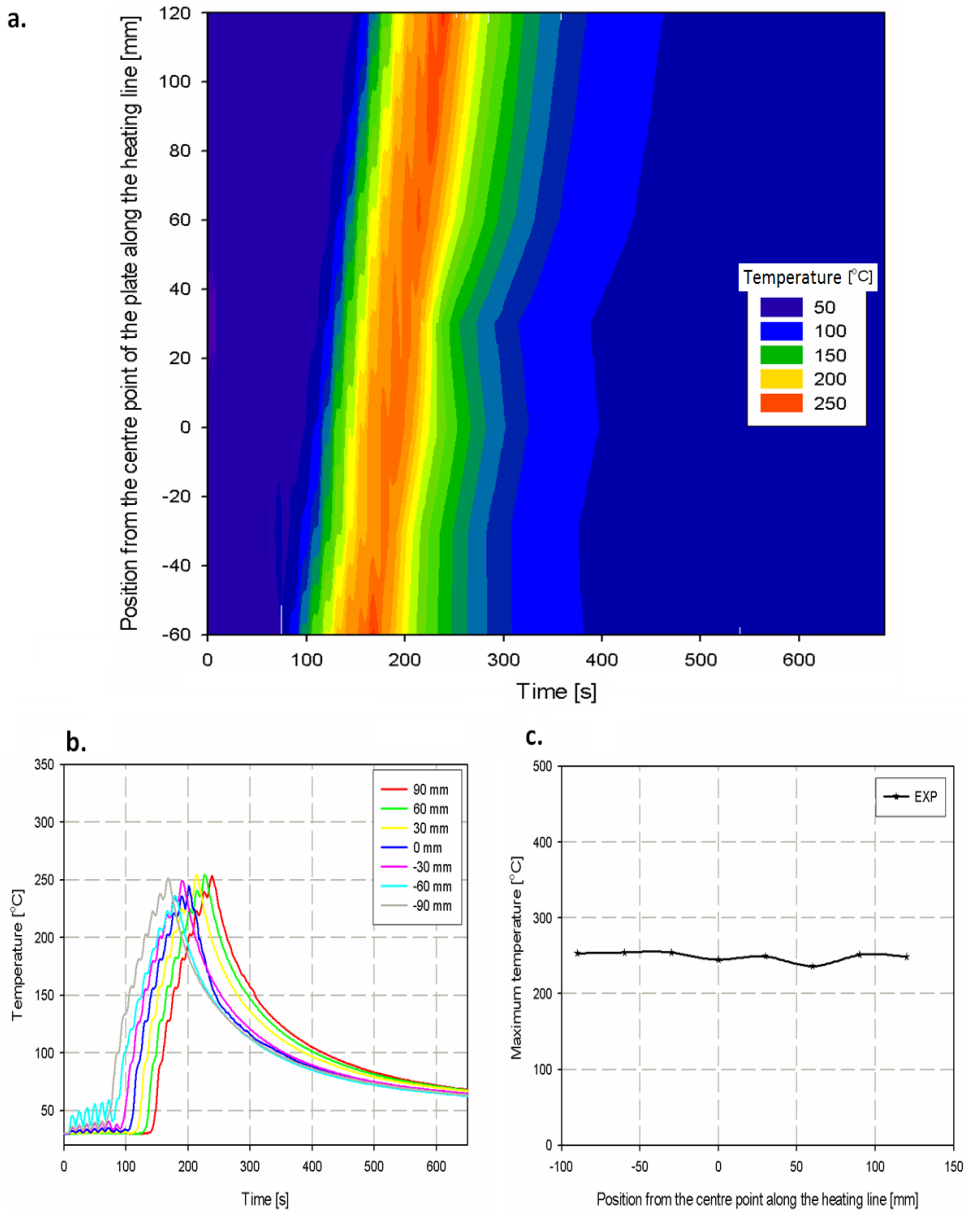 a.
Position from the centre point of the plate along the heating line [mm]
120
100
80
60
40
20
0
-20
-40
-60
0
100
200
300
400
500
600
Time [s]
Temperature [°C]
50
100
150
200
250
b.
Temperature [°C]
350
300
250
200
150
100
50
0
100
200
300
400
500
600
Time [s]
90 mm
60 mm
30 mm
0 mm
-30 mm
-60 mm
-90 mm
c.
Maximum temperature [°C]
500
400
300
200
100
0
-100
-50
0
50
100
150
Position from the centre point along the heating line [mm]
EXP